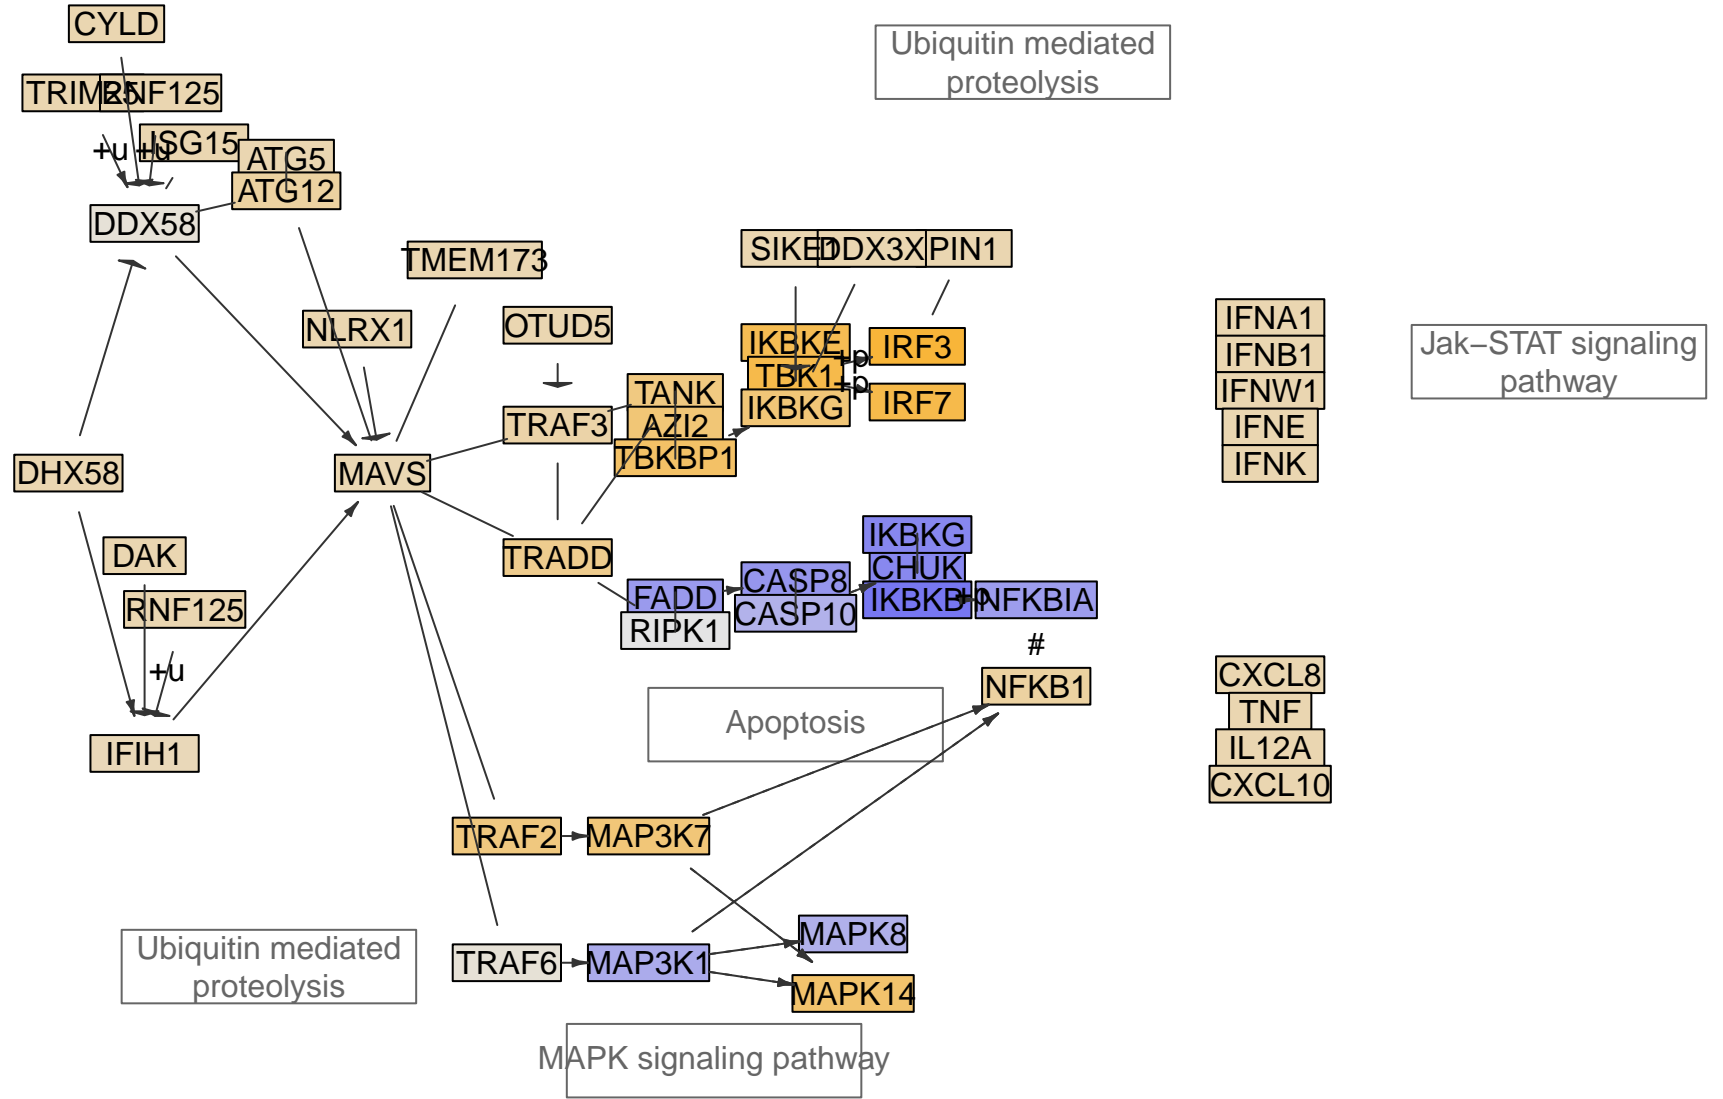 CYLD
Ubiquitin mediated
proteolysis
TRIM25
RNF125
+u
+u
ISG15
ATG5
ATG12
DDX58
TMEM173
SIKE1
DDX3X
PIN1
NLRX1
OTUD5
IKBKE
+p
IRF3
TBK1
+p
IKBKG
IRF7
IFNA1
IFNB1
IFNW1
IFNE
IFNK
Jak−STAT signaling
pathway
TANK
TRAF3
AZI2
TBKBP1
DHX58
MAVS
DAK
TRADD
IKBKG
CHUK
IKBKB
+p
NFKBIA
CASP8
CASP10
FADD
RIPK1
RNF125
+u
#
NFKB1
CXCL8
TNF
IL12A
CXCL10
Apoptosis
IFIH1
TRAF2
MAP3K7
MAPK8
Ubiquitin mediated
proteolysis
TRAF6
MAP3K1
MAPK14
MAPK signaling pathway